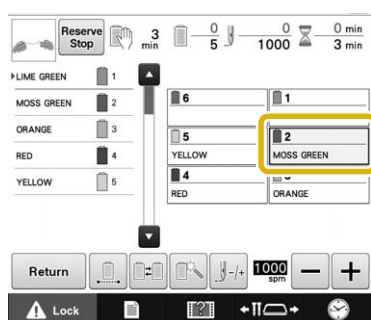 Reserve Stop
3 min
0
5
0
1000
0 min
3 min
LIME GREEN 1
MOSS GREEN 2
ORANGE 3
RED 4
YELLOW 5
6
1
5
YELLOW
2
MOSS GREEN
4
RED
ORANGE
Return
-/+
1000 spm
Lock